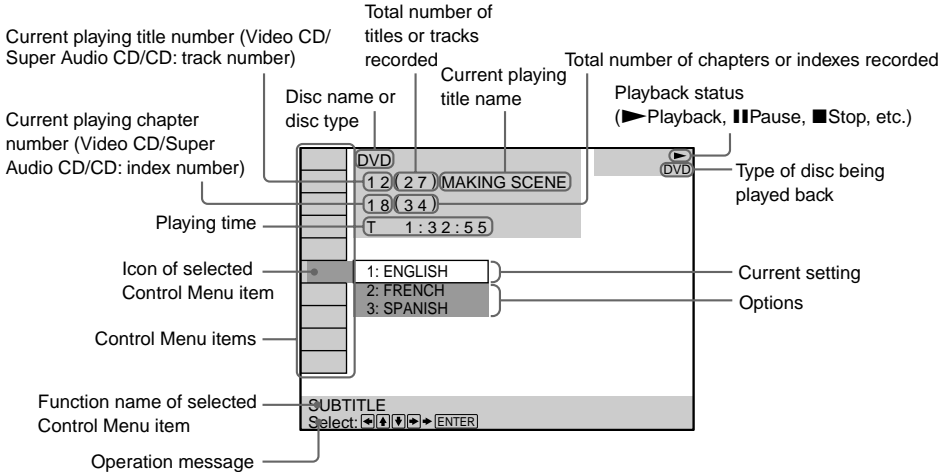 Total number of
titles or tracks
recorded
Current playing title number (Video CD/
Super Audio CD/CD: track number)
Current playing
title name
Total number of chapters or indexes recorded
Disc name or
disc type
Playback status
(►Playback, ❚❚Pause, ■Stop, etc.)
Current playing chapter
number (Video CD/Super
Audio CD/CD: index number)
DVD
►
DVD
Type of disc being
played back
1 2 ( 2 7 ) MAKING SCENE
1 8 ( 3 4 )
Playing time
T 1 : 3 2 : 5 5
Icon of selected
Control Menu item
1: ENGLISH
Current setting
2: FRENCH
3: SPANISH
Options
Control Menu items
Function name of selected
Control Menu item
SUBTITLE
Select: ← ↑ ↓ → → ENTER
Operation message